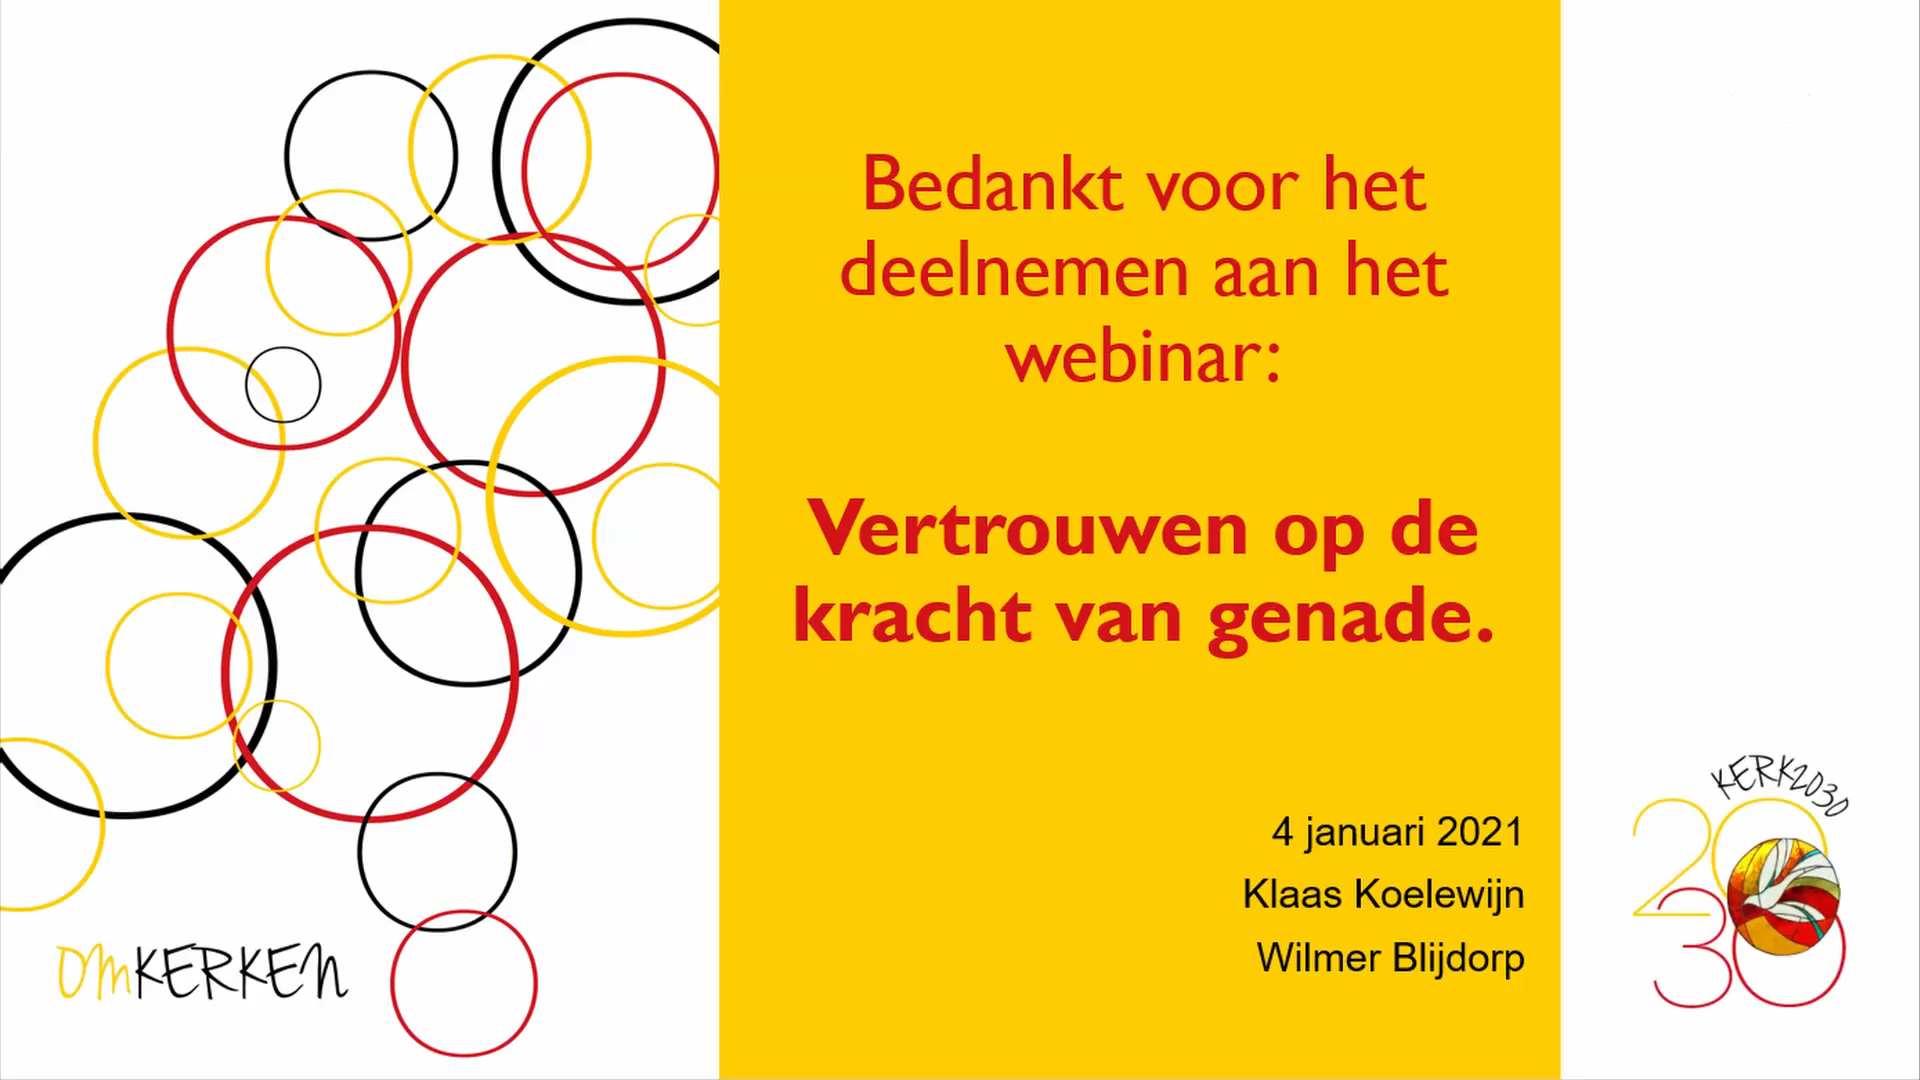 Bedankt voor het
deelnemen aan het
webinar:
Vertrouwen op de
kracht van genade.
4 januari 2021
Klaas Koelewijn
Wilmer Blijdorp
omKERKEN
KERK2030
2030